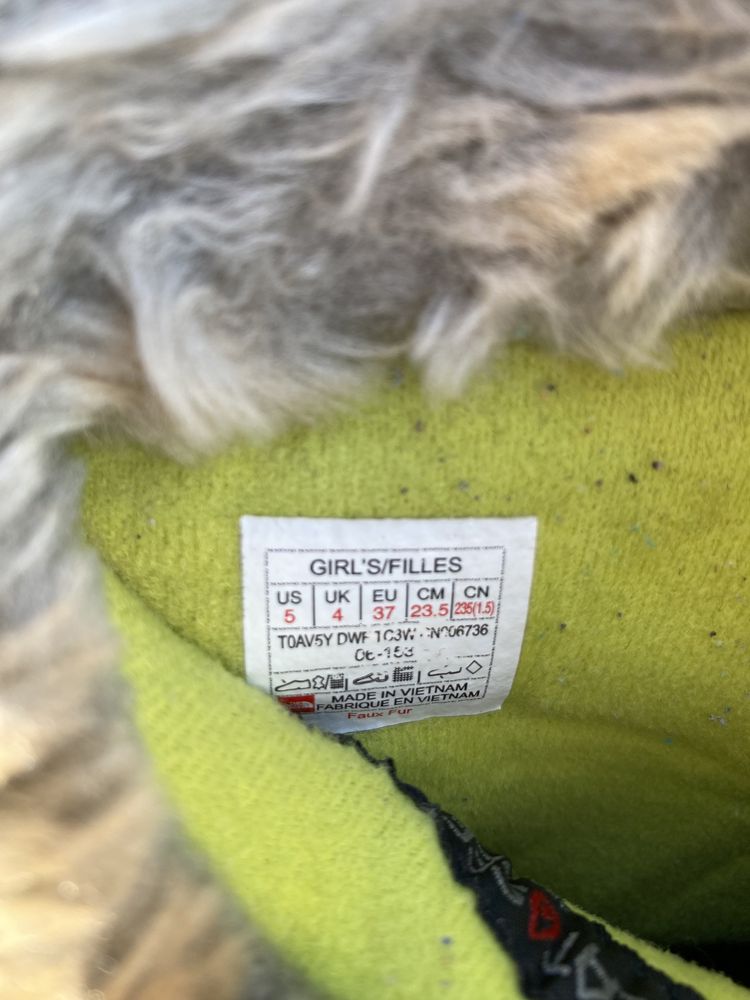 GIRL'S/FILLES
US UK EU CM CN
5 4 37 23.5 235(1.5)
T0AV5Y DWF
MADE IN VIETNAM
FABRIQUE EN VIETNAM
Faux Fur